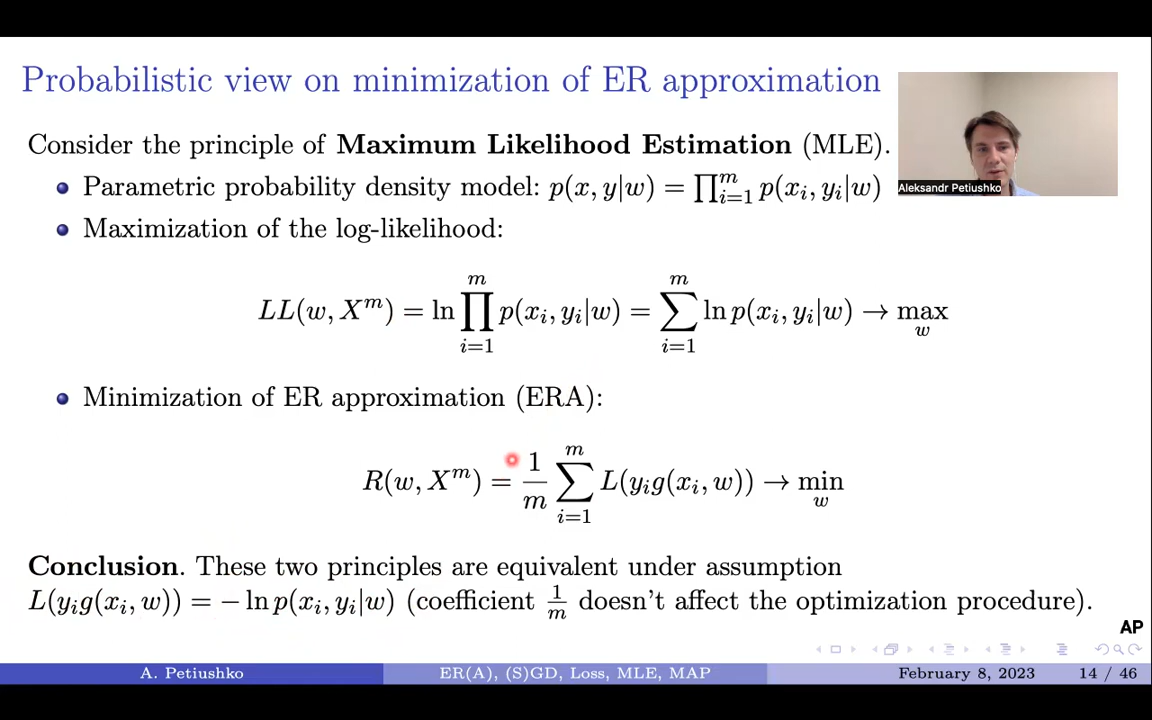 Probabilistic view on minimization of ER approximation
Consider the principle of Maximum Likelihood Estimation (MLE).
Parametric probability density model: p(x, y|w) = ∏_{i=1}^{m} p(x_i, y_i|w)
Aleksandr Petiushko
Maximization of the log-likelihood:
LL(w, X^m) = ln ∏_{i=1}^{m} p(x_i, y_i|w) = ∑_{i=1}^{m} ln p(x_i, y_i|w) → max_w
Minimization of ER approximation (ERA):
R(w, X^m) = 1/m ∑_{i=1}^{m} L(y_i g(x_i, w)) → min_w
Conclusion. These two principles are equivalent under assumption
L(y_i g(x_i, w)) = − ln p(x_i, y_i|w) (coefficient 1/m doesn't affect the optimization procedure).
AP
A. Petiushko ER(A), (S)GD, Loss, MLE, MAP February 8, 2023 14 / 46